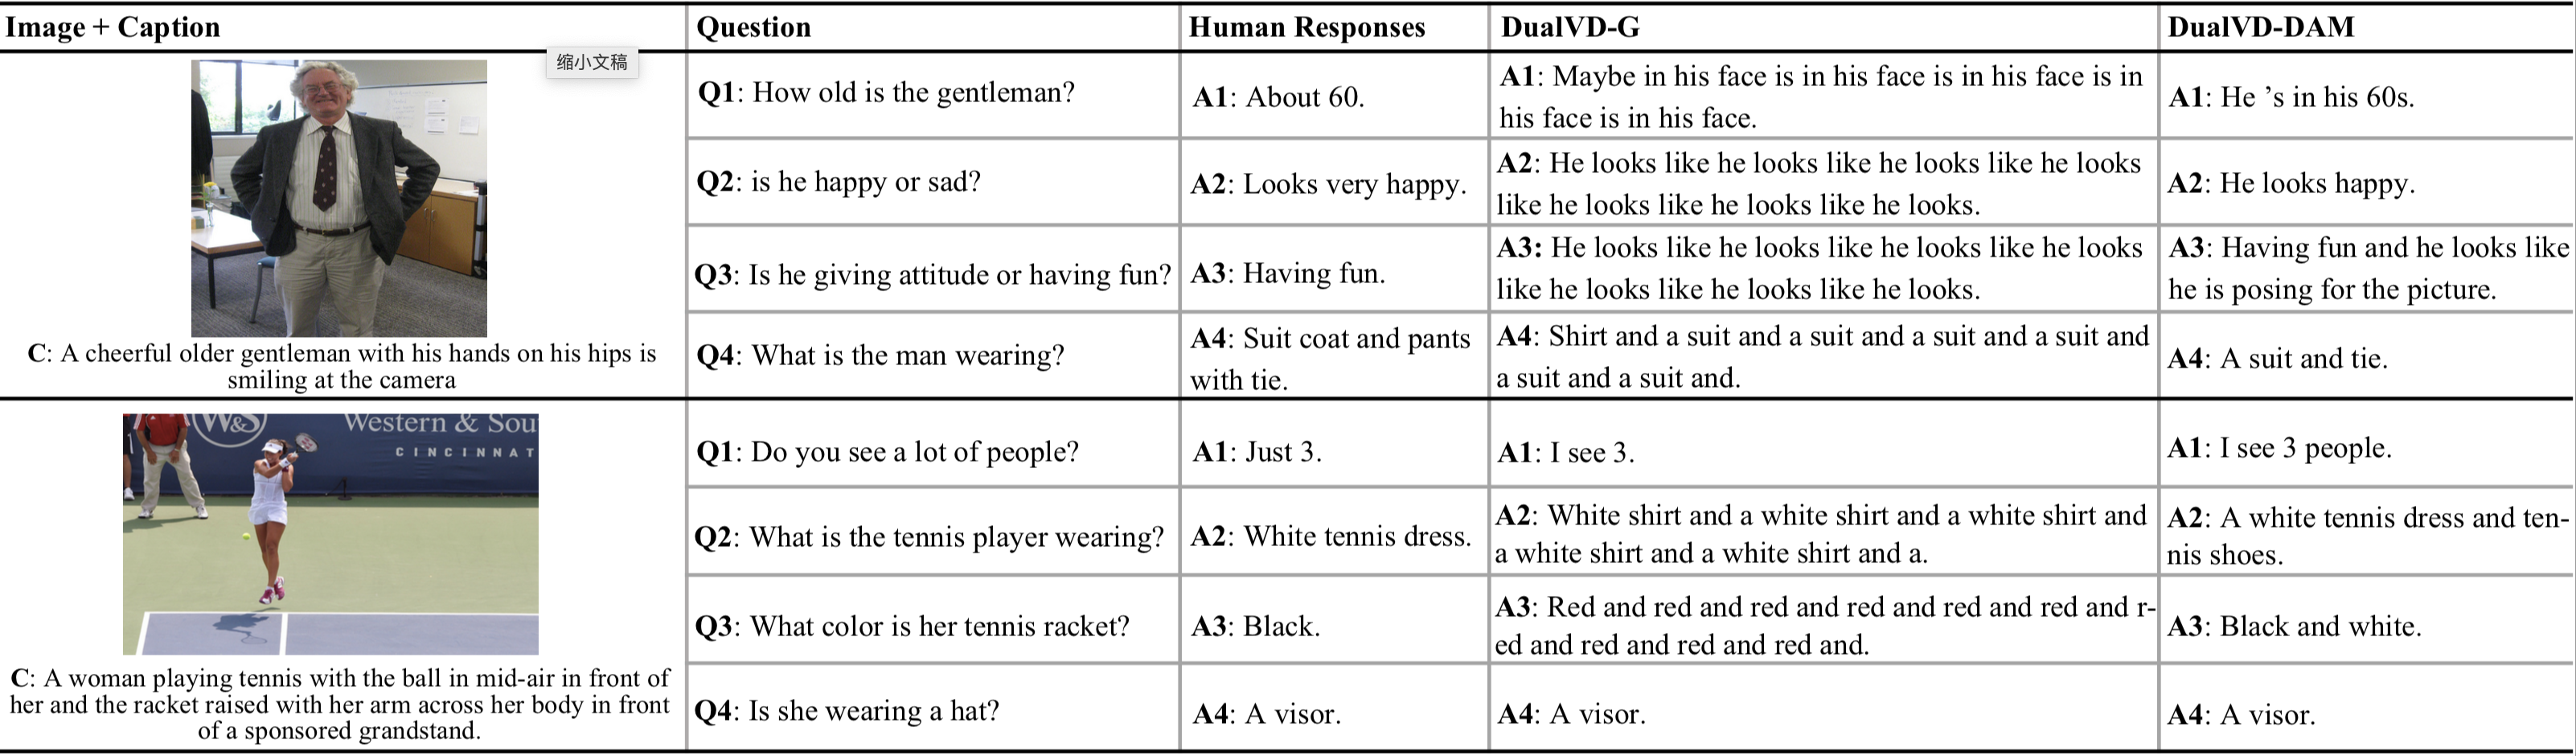 Image + Caption
Question
Human Responses
DualVD-G
DualVD-DAM
缩小文稿
C: A cheerful older gentleman with his hands on his hips is
smiling at the camera
Q1: How old is the gentleman?
A1: About 60.
A1: Maybe in his face is in his face is in his face is in
his face is in his face.
A1: He 's in his 60s.
Q2: is he happy or sad?
A2: Looks very happy.
A2: He looks like he looks like he looks like he looks
like he looks like he looks like he looks.
A2: He looks happy.
Q3: Is he giving attitude or having fun?
A3: Having fun.
A3: He looks like he looks like he looks like he looks
like he looks like he looks like he looks.
A3: Having fun and he looks like
he is posing for the picture.
Q4: What is the man wearing?
A4: Suit coat and pants
with tie.
A4: Shirt and a suit and a suit and a suit and a suit and
a suit and a suit and.
A4: A suit and tie.
W&S
Western & Sou
CINCINNAT
C: A woman playing tennis with the ball in mid-air in front of
her and the racket raised with her arm across her body in front
of a sponsored grandstand.
Q1: Do you see a lot of people?
A1: Just 3.
A1: I see 3.
A1: I see 3 people.
Q2: What is the tennis player wearing?
A2: White tennis dress.
A2: White shirt and a white shirt and a white shirt and
a white shirt and a white shirt and a.
A2: A white tennis dress and ten-
nis shoes.
Q3: What color is her tennis racket?
A3: Black.
A3: Red and red and red and red and red and red and r-
ed and red and red and red and.
A3: Black and white.
Q4: Is she wearing a hat?
A4: A visor.
A4: A visor.
A4: A visor.